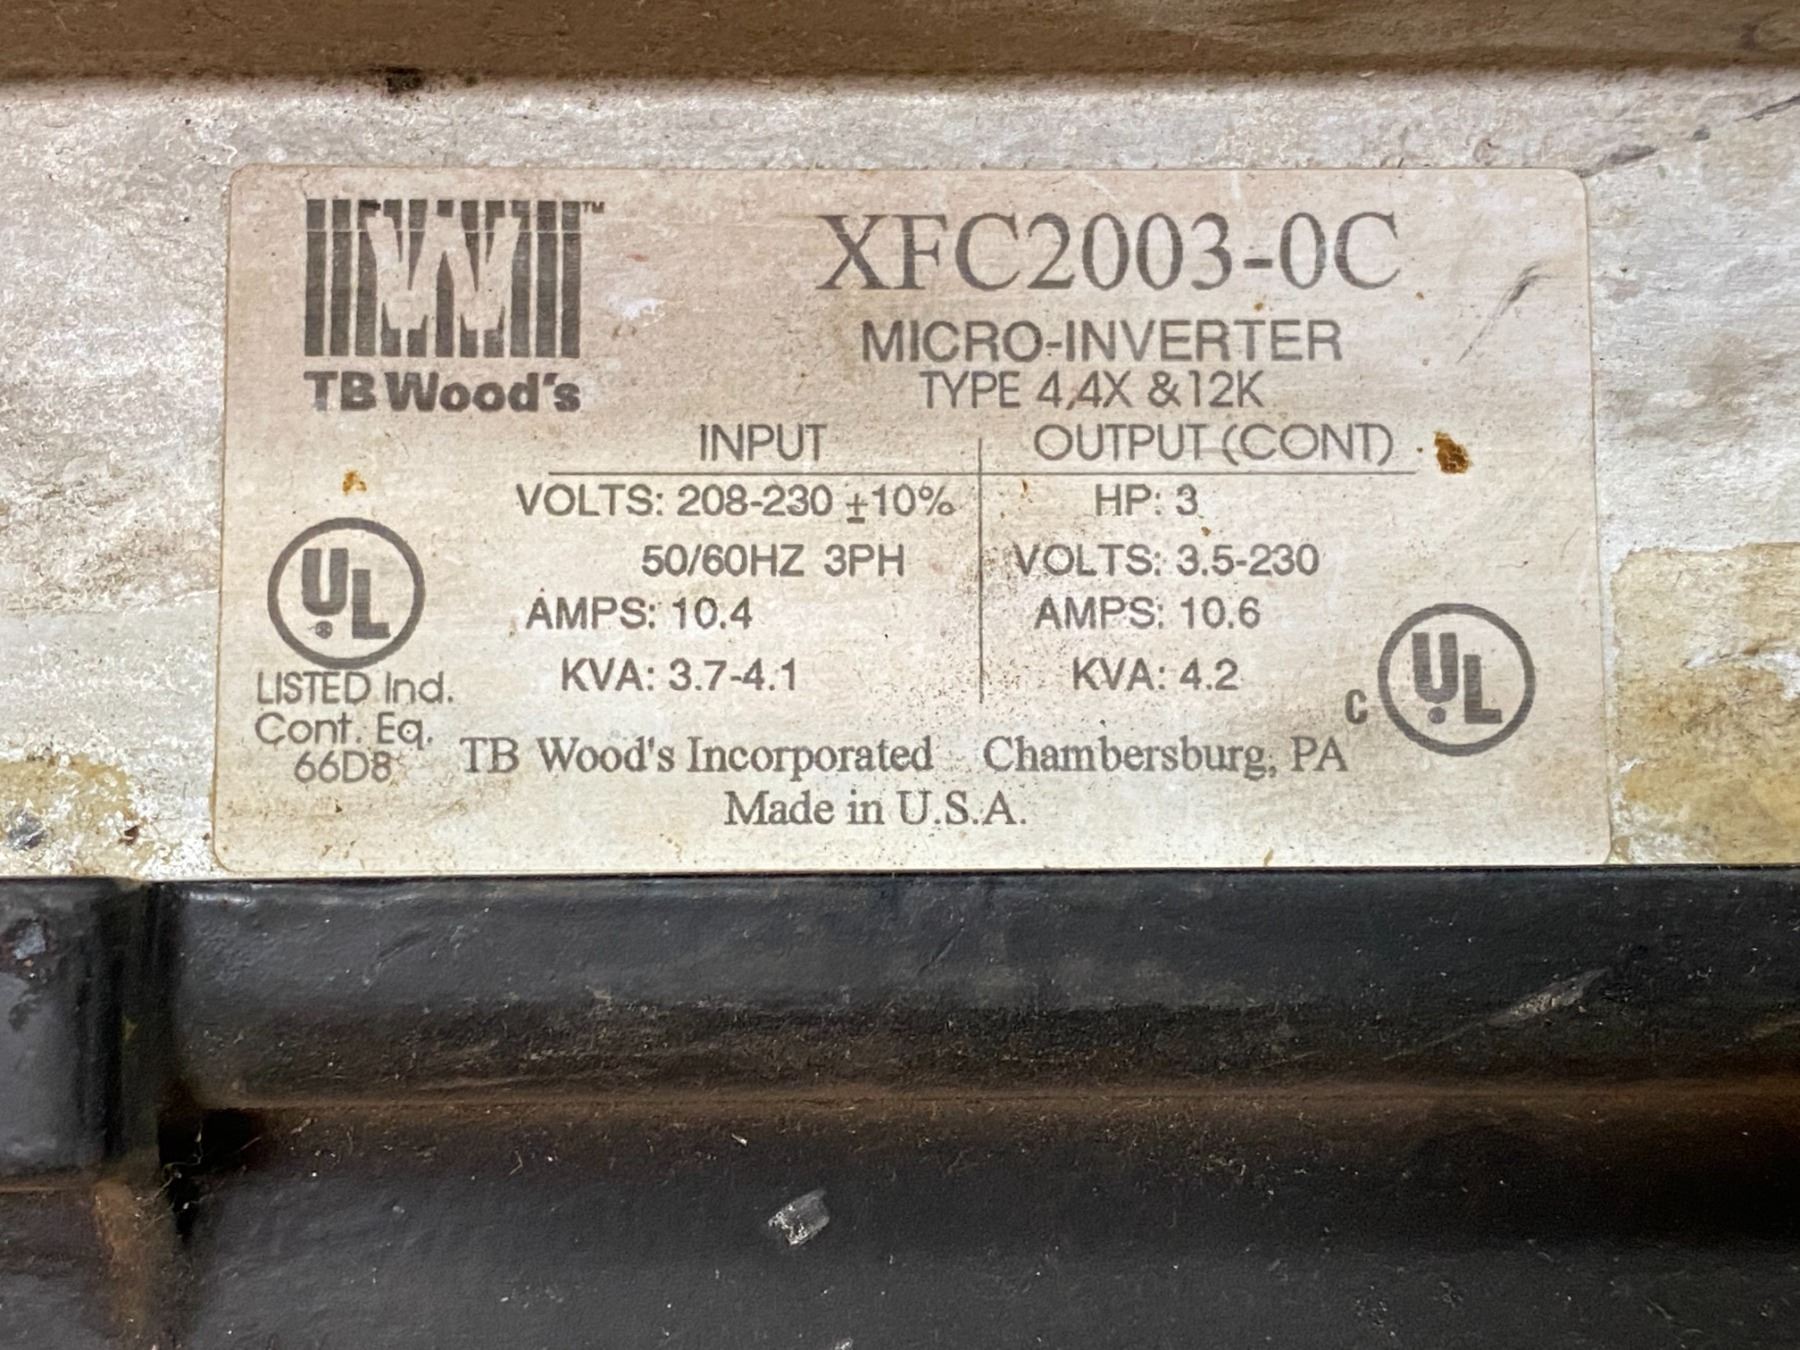 TM
TB Wood's
XFC2003-0C
MICRO-INVERTER
TYPE 4,4X & 12K
INPUT
OUTPUT (CONT)
VOLTS: 208-230 ±10%
HP: 3
50/60HZ 3PH
VOLTS: 3.5-230
AMPS: 10.4
AMPS: 10.6
KVA: 3.7-4.1
KVA: 4.2
UL
LISTED Ind.
Cont. Eq.
66D8
C UL
TB Wood's Incorporated Chambersburg, PA
Made in U.S.A.